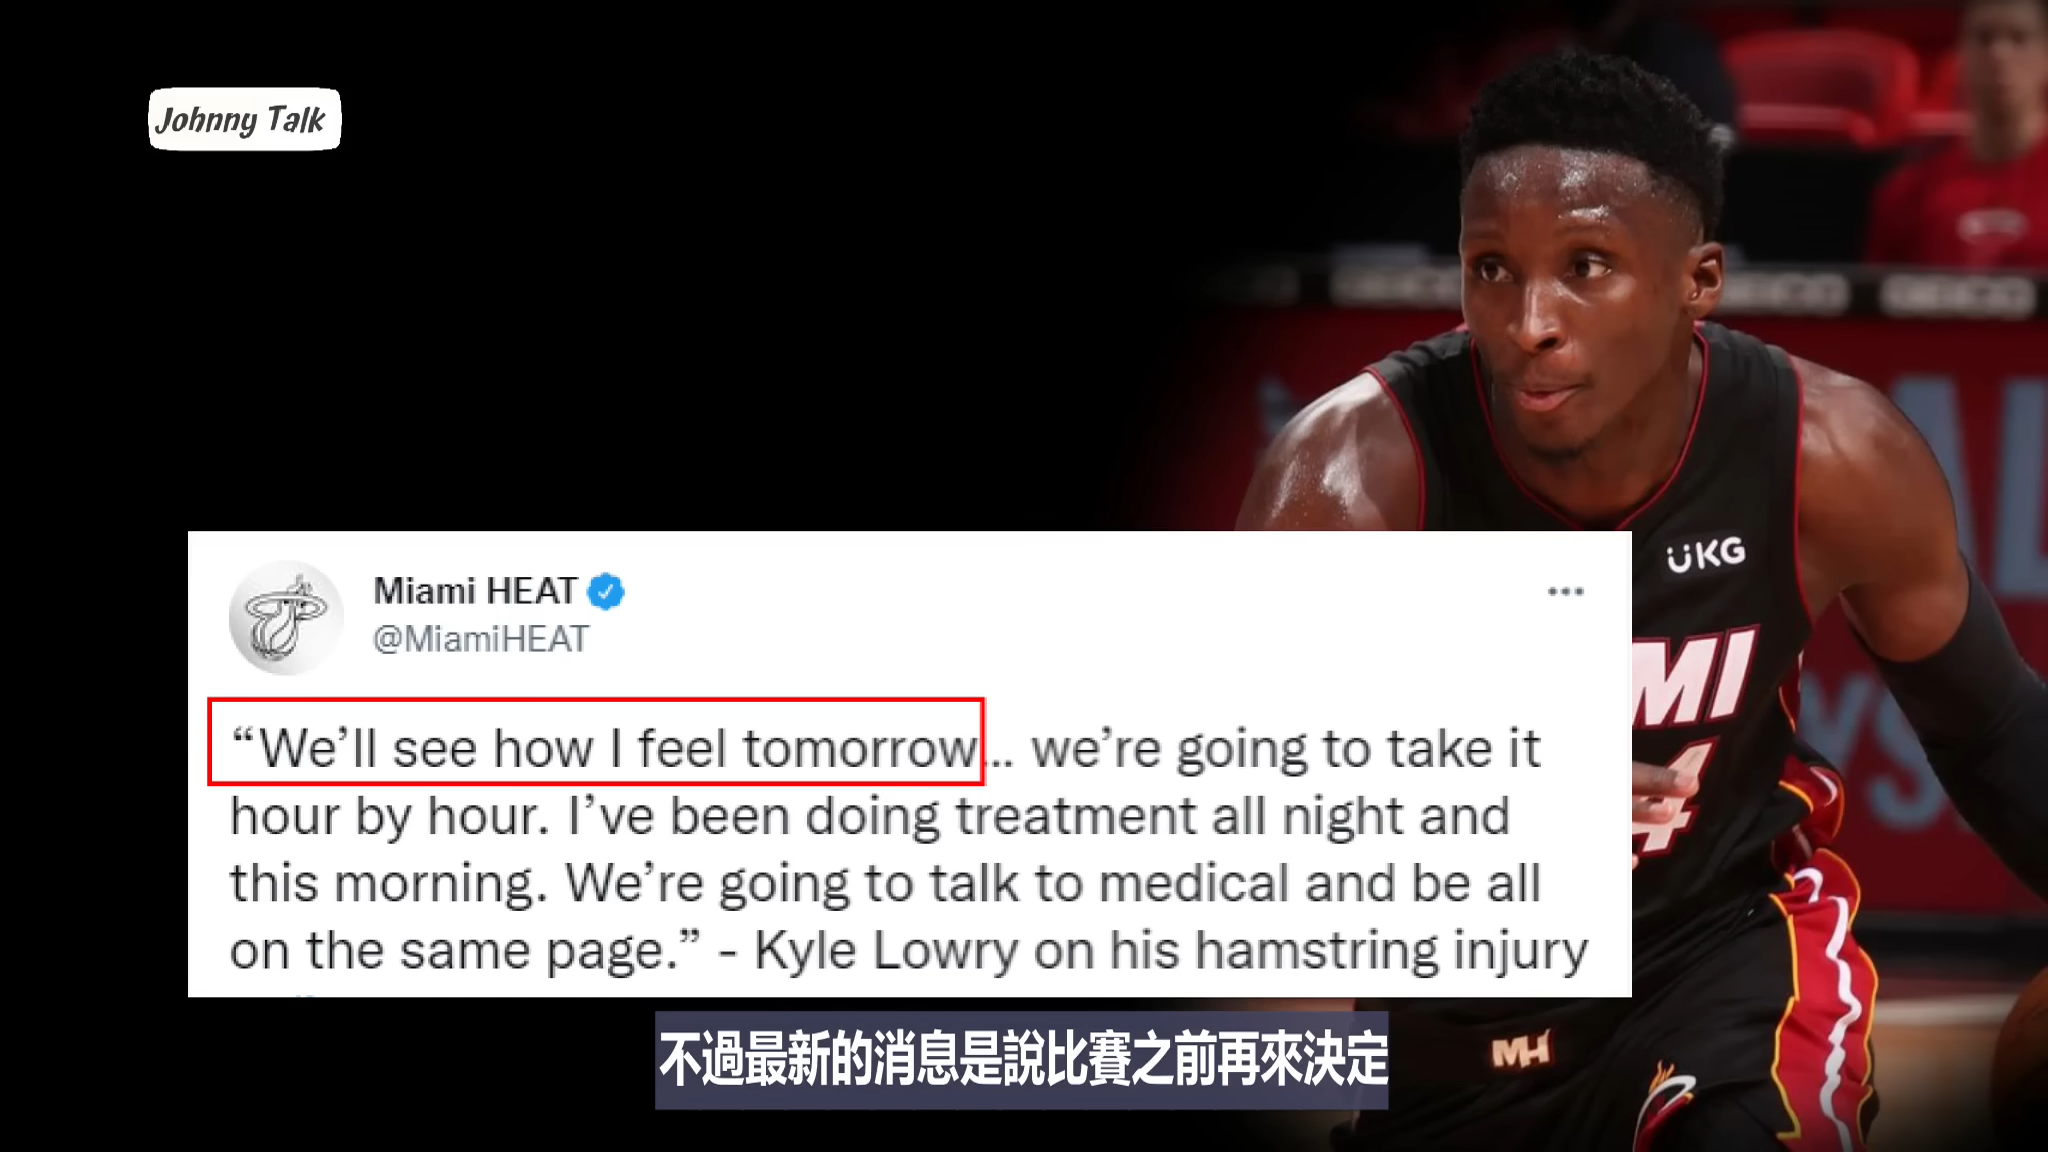 Johnny Talk
GEICO
UKG
Miami HEAT
@MiamiHEAT
“We’ll see how I feel tomorrow... we’re going to take it
hour by hour. I’ve been doing treatment all night and
this morning. We’re going to talk to medical and be all
on the same page.” - Kyle Lowry on his hamstring injury
MI
4
MH
不過最新的消息是說比賽之前再來決定